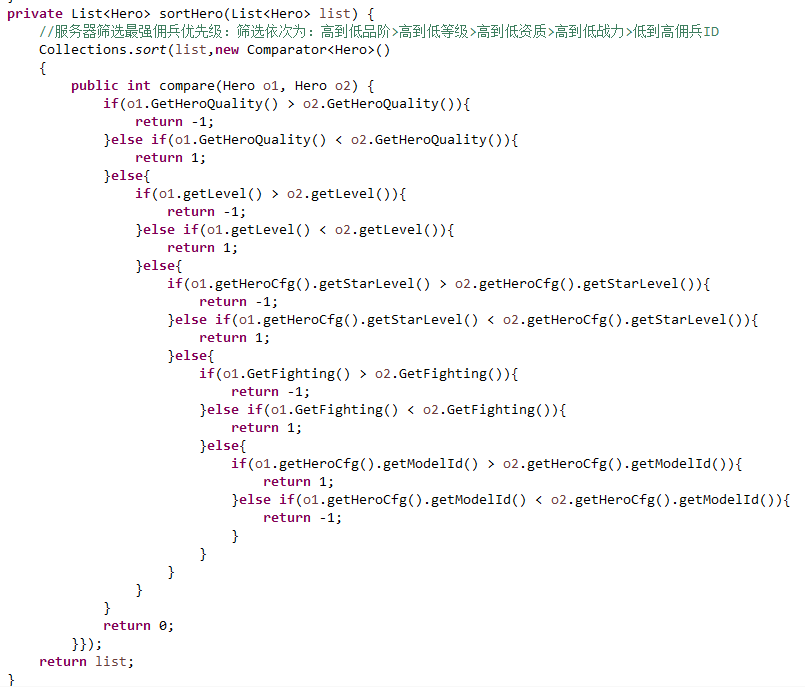 private List<Hero> sortHero(List<Hero> list) {
//服务器筛选最强佣兵优先级：筛选依次为：高到低品阶>高到低等级>高到低资质>高到低战力>低到高佣兵ID
Collections.sort(list,new Comparator<Hero>()
{
public int compare(Hero o1, Hero o2) {
if(o1.GetHeroQuality() > o2.GetHeroQuality()){
return -1;
}else if(o1.GetHeroQuality() < o2.GetHeroQuality()){
return 1;
}else{
if(o1.getLevel() > o2.getLevel()){
return -1;
}else if(o1.getLevel() < o2.getLevel()){
return 1;
}else{
if(o1.getHeroCfg().getStarLevel() > o2.getHeroCfg().getStarLevel()){
return -1;
}else if(o1.getHeroCfg().getStarLevel() < o2.getHeroCfg().getStarLevel()){
return 1;
}else{
if(o1.GetFighting() > o2.GetFighting()){
return -1;
}else if(o1.GetFighting() < o2.GetFighting()){
return 1;
}else{
if(o1.getHeroCfg().getModelId() > o2.getHeroCfg().getModelId()){
return 1;
}else if(o1.getHeroCfg().getModelId() < o2.getHeroCfg().getModelId()){
return -1;
}
}
}
}
}
return 0;
}});
return list;
}